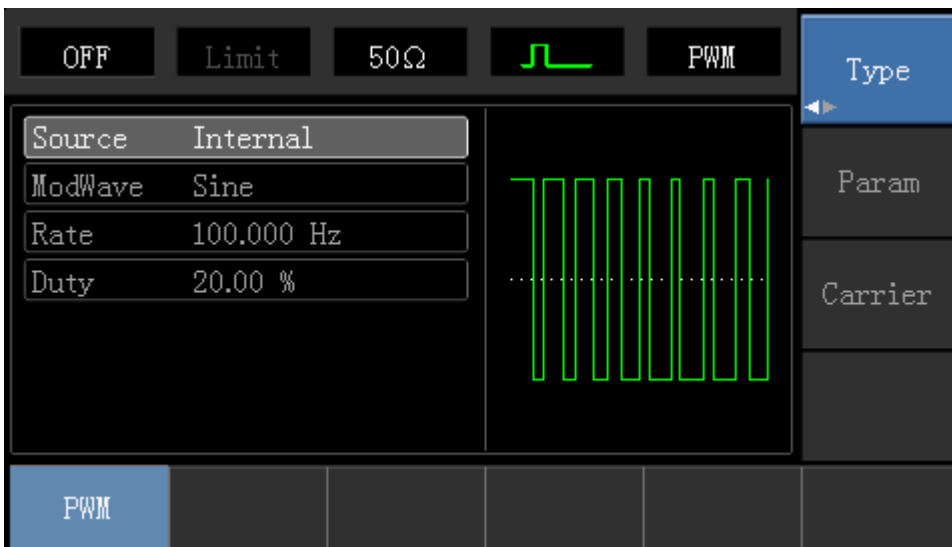 OFF Limit 50Ω PWM Type
Source Internal
ModWave Sine
Param
Rate 100.000 Hz
Duty 20.00 %
Carrier
PWM